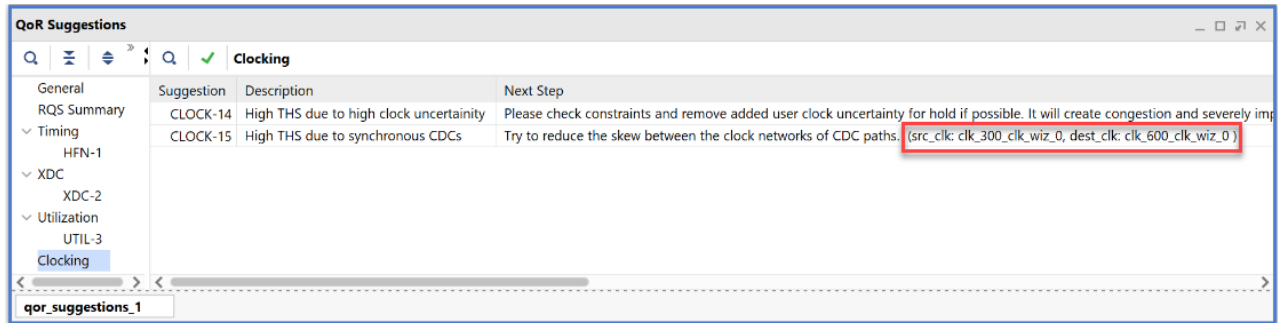 QoR Suggestions
Clocking
General
RQS Summary
Timing
HFN-1
XDC
XDC-2
Utilization
UTIL-3
Clocking
Suggestion Description Next Step
CLOCK-14 High THS due to high clock uncertainity Please check constraints and remove added user clock uncertainty for hold if possible. It will create congestion and severely imp
CLOCK-15 High THS due to synchronous CDCs Try to reduce the skew between the clock networks of CDC paths. (src_clk: clk_300_clk_wiz_0, dest_clk: clk_600_clk_wiz_0 )
qor_suggestions_1